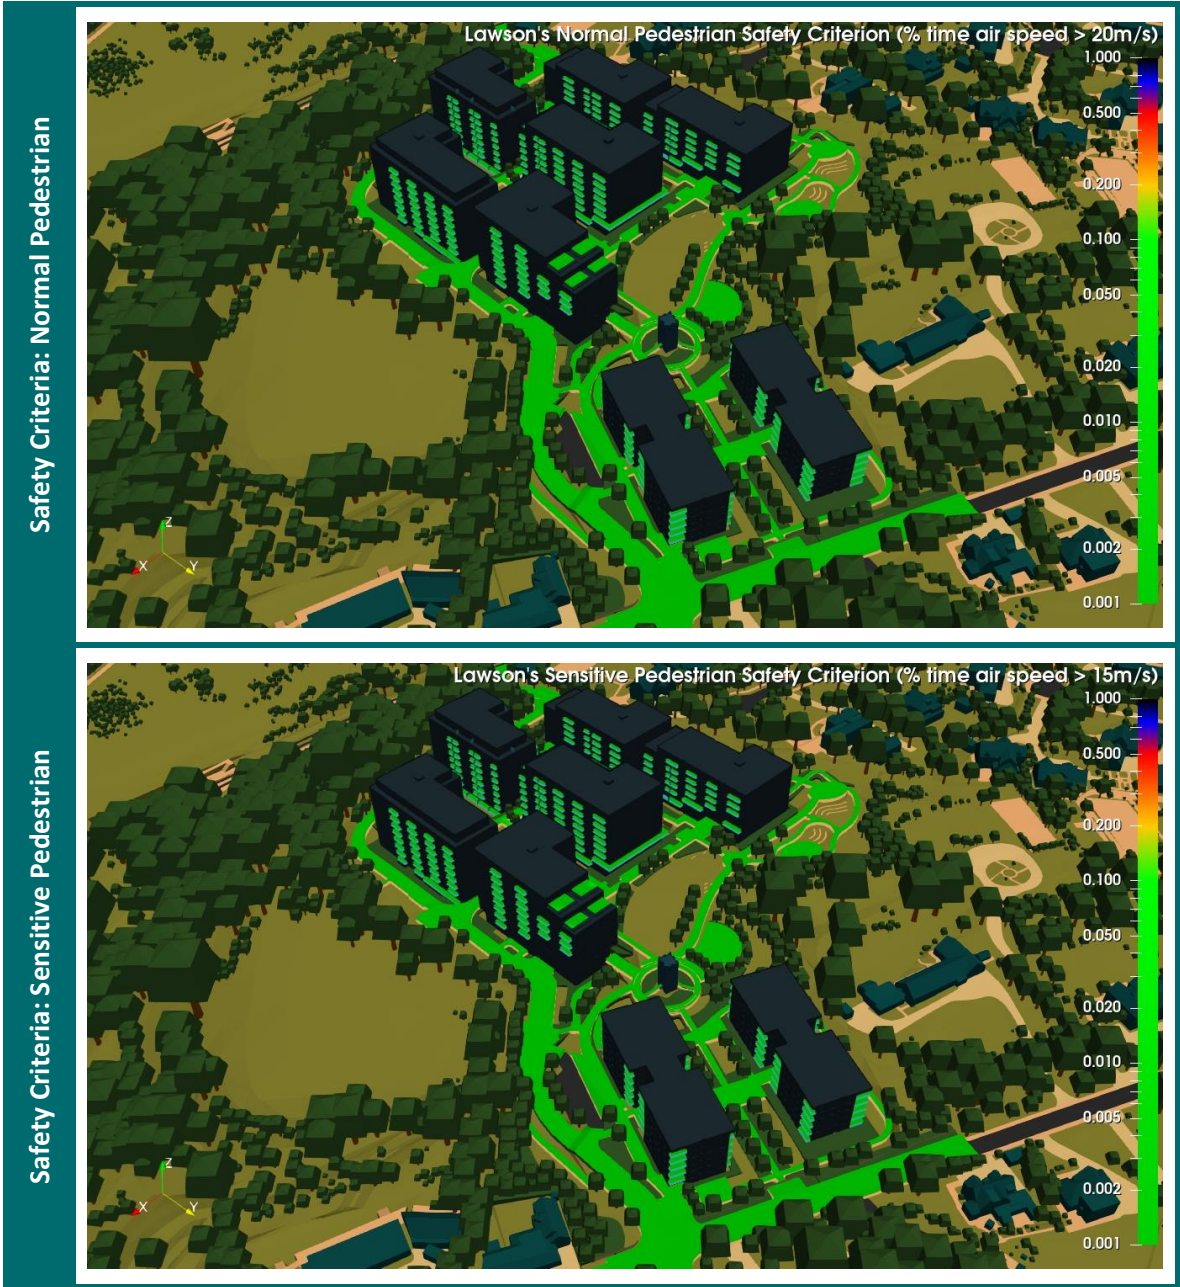 Safety Criteria: Normal Pedestrian
Lawson's Normal Pedestrian Safety Criterion (% time air speed > 20m/s)
1.000
0.500
0.200
0.100
0.050
0.020
0.010
0.005
0.002
0.001
Z
X
Y
Safety Criteria: Sensitive Pedestrian
Lawson's Sensitive Pedestrian Safety Criterion (% time air speed > 15m/s)
1.000
0.500
0.200
0.100
0.050
0.020
0.010
0.005
0.002
0.001
Z
X
Y